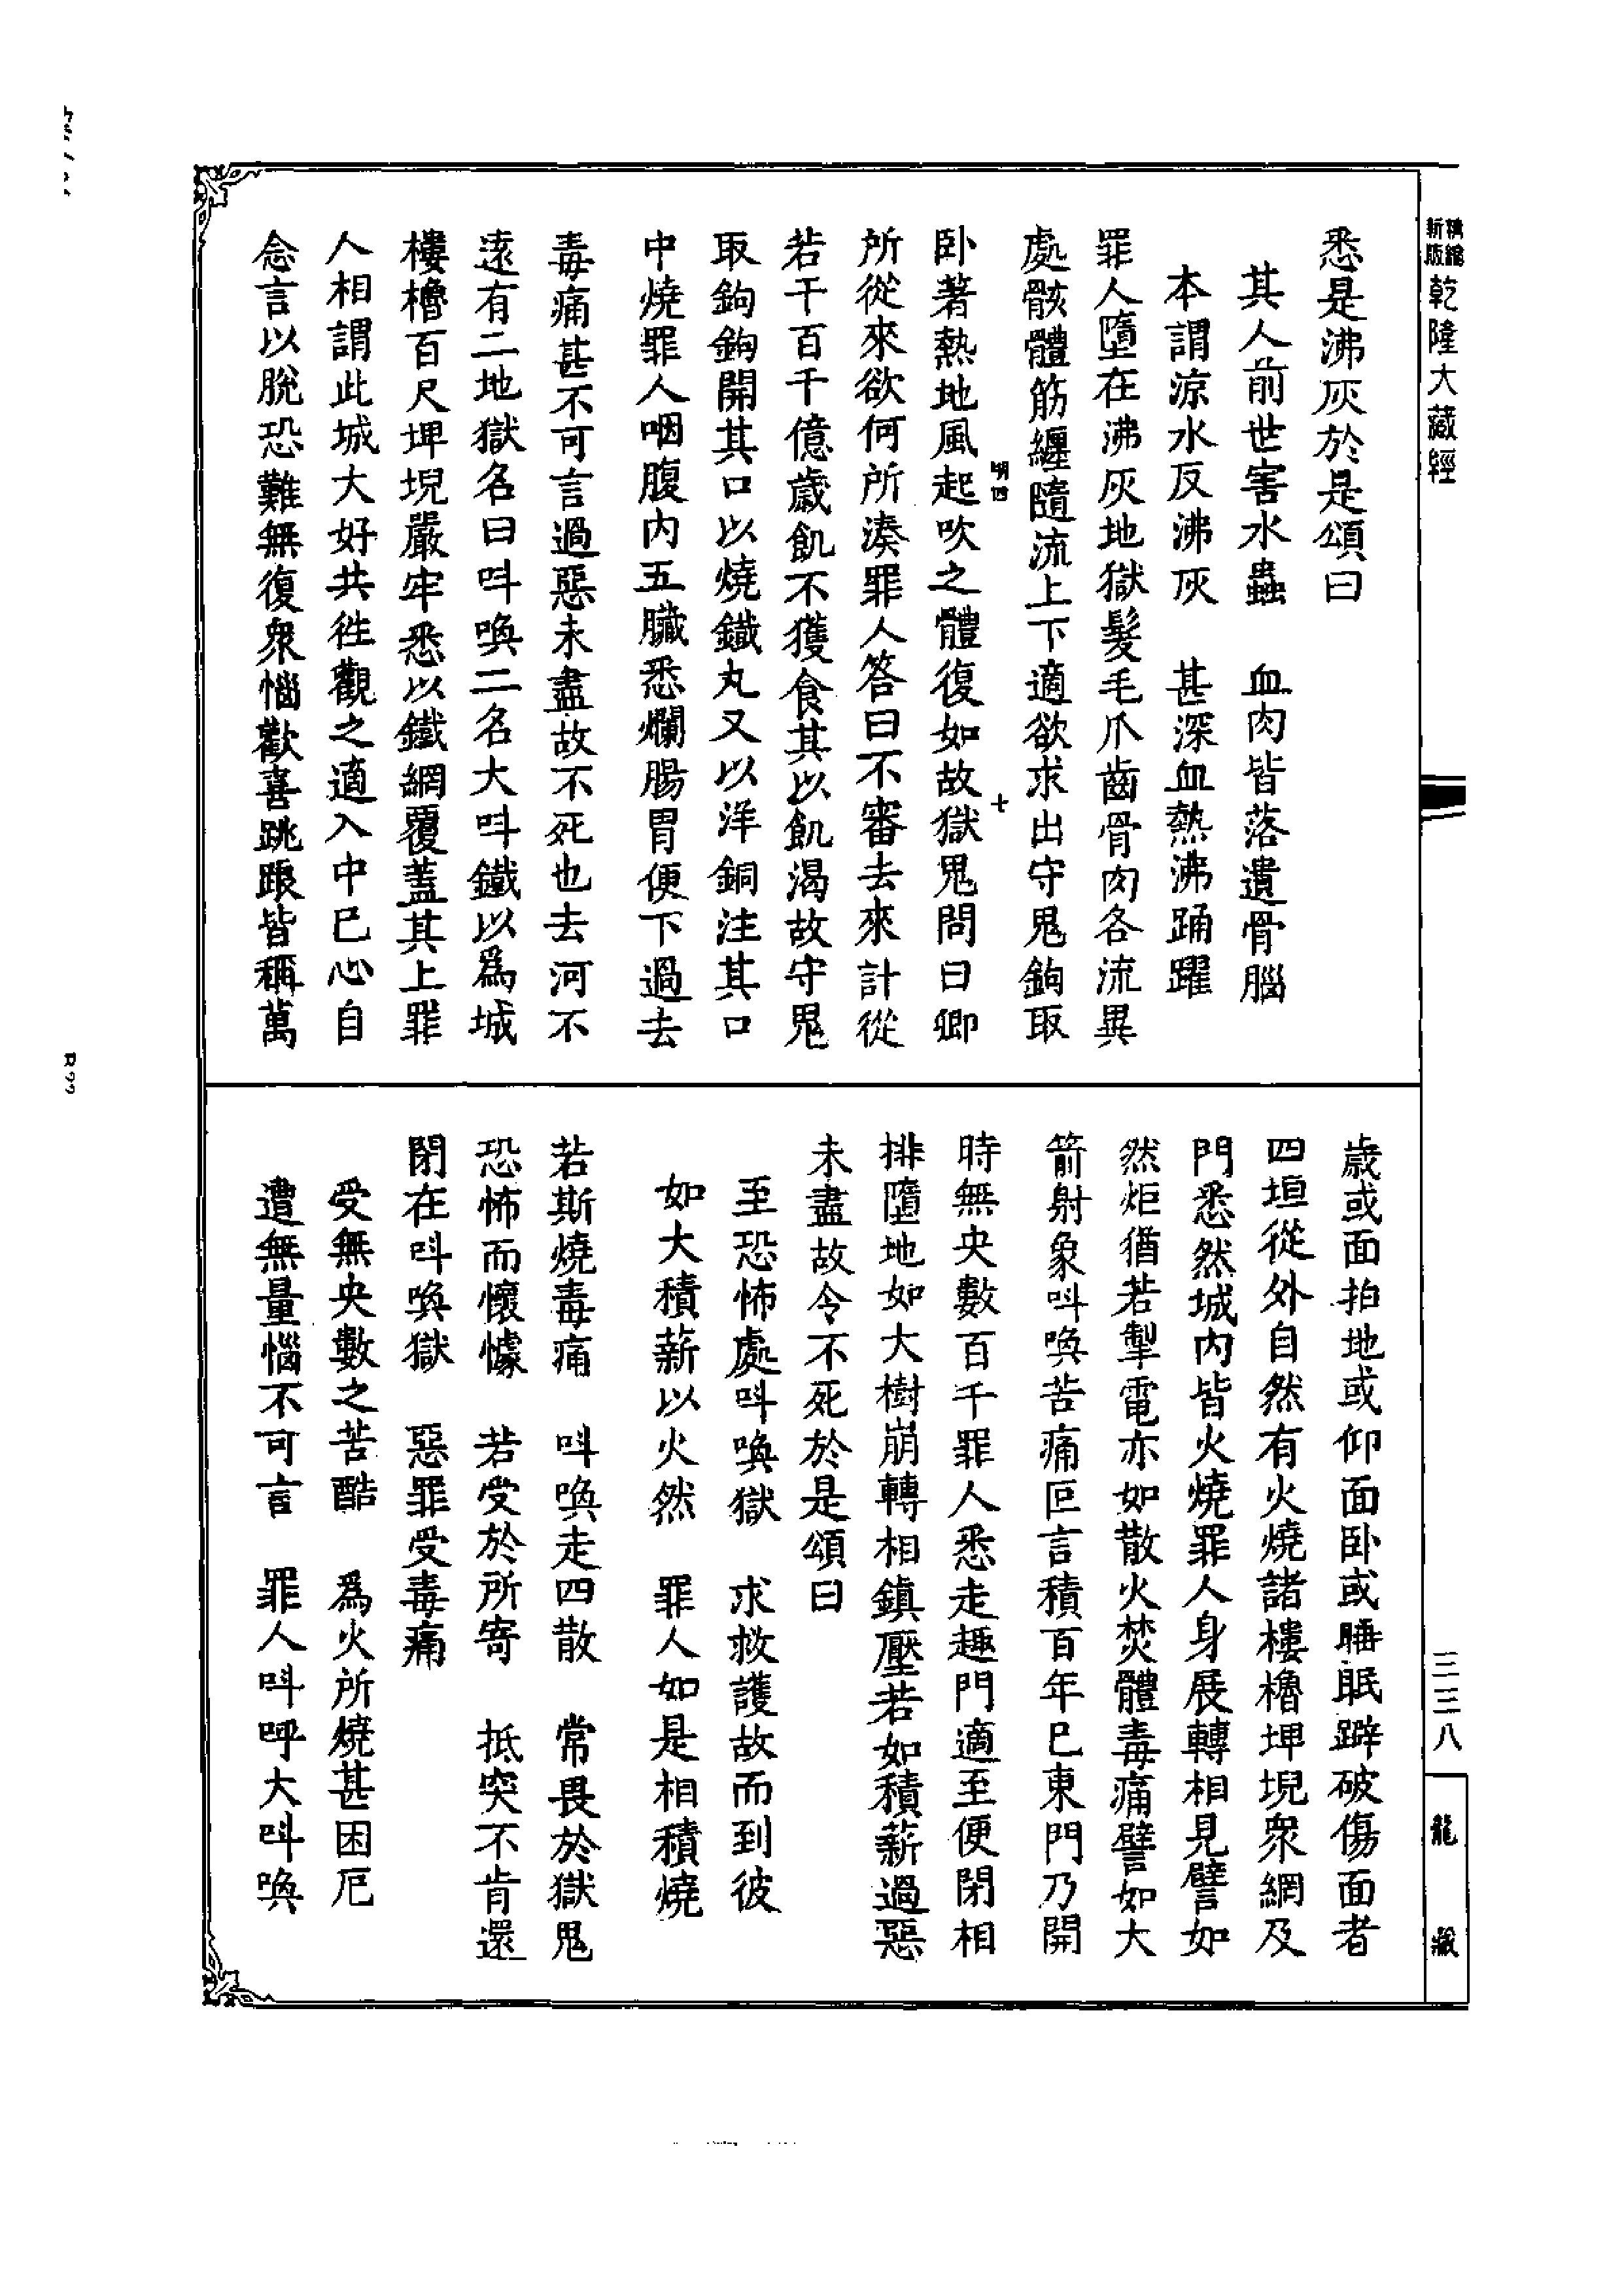 新版
精編
乾隆大藏經
悉是沸灰於是頌曰
其人前世害水蟲　血肉皆落遺骨腦
本謂涼水反沸灰　甚深血熱沸踊躍
罪人墮在沸灰地獄髮毛爪齒骨肉各流異
處骸體筋纏隨流上下適欲求出守鬼鉤取
臥著熱地風起吹之體復如故獄鬼問曰卿
所從來欲何所湊罪人答曰不審去來計從
若干百千億歲飢不獲食其以飢渴故守鬼
取鉤鉤開其口以燒鐵丸又以洋銅注其口
中燒罪人咽腹內五臟悉爛腸胃便下過去
毒痛甚不可言過惡未盡故不死也去河不
遠有二地獄名曰叫喚二名大叫鐵以爲城
樓櫓百尺埤堄嚴牢悉以鐵網覆蓋其上罪
人相謂此城大好共徃觀之適入中已心自
念言以脫恐難無復衆惱歡喜跳踉皆稱萬
明四
七
歲或面拍地或仰面臥或睡眠躃破傷面者
四垣從外自然有火燒諸樓櫓埤堄衆網及
門悉然城內皆火燒罪人身展轉相見譬如
然炬猶若掣電亦如散火焚體毒痛譬如大
箭射象叫喚苦痛叵言積百年已東門乃開
時無央數百千罪人悉走趣門適至便閉相
排墮地如大樹崩轉相鎮壓若如積薪過惡
未盡故令不死於是頌曰
至恐怖處叫喚獄　求救護故而到彼
如大積薪以火然　罪人如是相積燒
若斯燒毒痛　叫喚走四散　常畏於獄鬼
恐怖而懷懅　若受於所寄　抵突不肯還
閉在叫喚獄　惡罪受毒痛
受無央數之苦酷　爲火所燒甚困厄
遭無量惱不可言　罪人叫呼大叫喚
三三八
龍藏